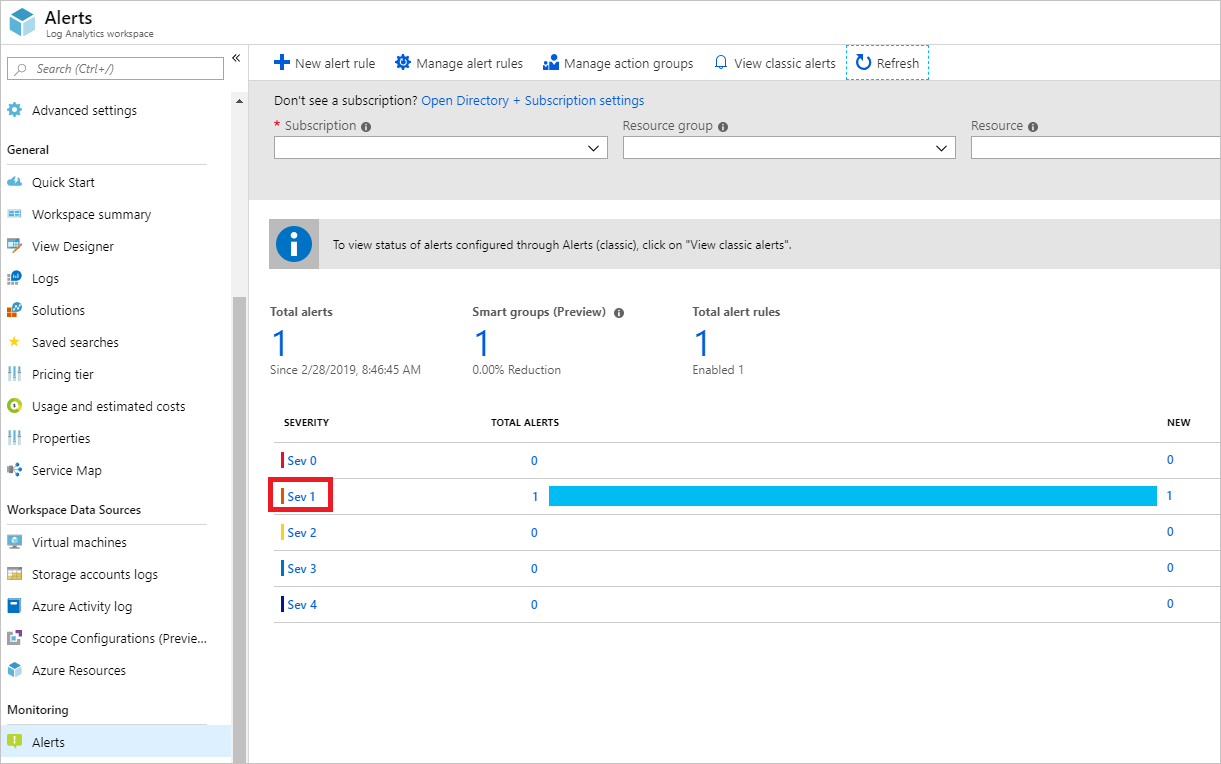 Alerts
Log Analytics workspace
Search (Ctrl+/)
«
Advanced settings
General
Quick Start
Workspace summary
View Designer
Logs
Solutions
Saved searches
Pricing tier
Usage and estimated costs
Properties
Service Map
Workspace Data Sources
Virtual machines
Storage accounts logs
Azure Activity log
Scope Configurations (Previe...
Azure Resources
Monitoring
Alerts
New alert rule Manage alert rules Manage action groups View classic alerts Refresh
Don't see a subscription? Open Directory + Subscription settings
* Subscription Resource group Resource
To view status of alerts configured through Alerts (classic), click on "View classic alerts".
Total alerts Smart groups (Preview) Total alert rules
1 1 1
Since 2/28/2019, 8:46:45 AM 0.00% Reduction Enabled 1
SEVERITY TOTAL ALERTS NEW
Sev 0 0 0
Sev 1 1 1
Sev 2 0 0
Sev 3 0 0
Sev 4 0 0